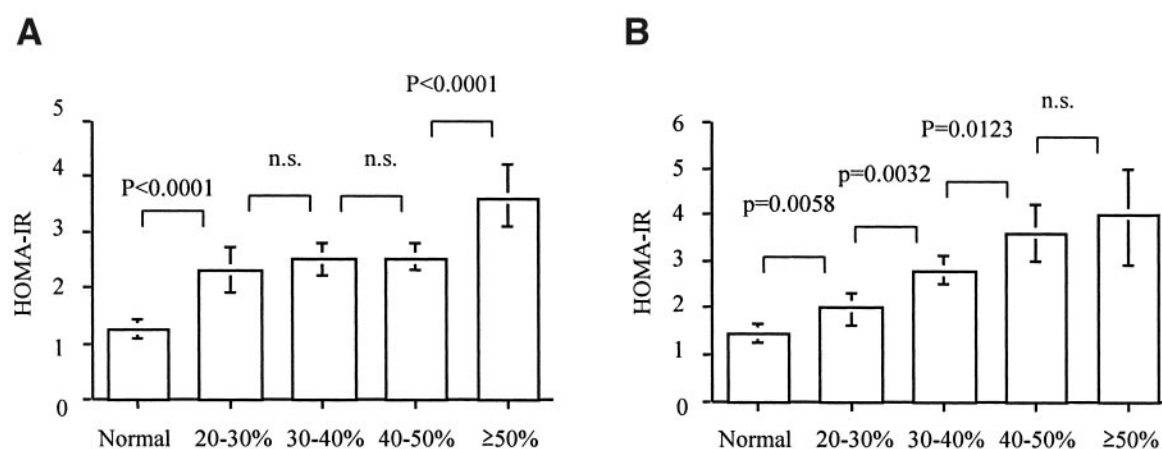 A
P<0.0001
n.s.
n.s.
P<0.0001
HOMA-IR
5
4
3
2
1
0
Normal
20-30%
30-40%
40-50%
≥50%
B
p=0.0058
p=0.0032
P=0.0123
n.s.
HOMA-IR
6
5
4
3
2
1
0
Normal
20-30%
30-40%
40-50%
≥50%